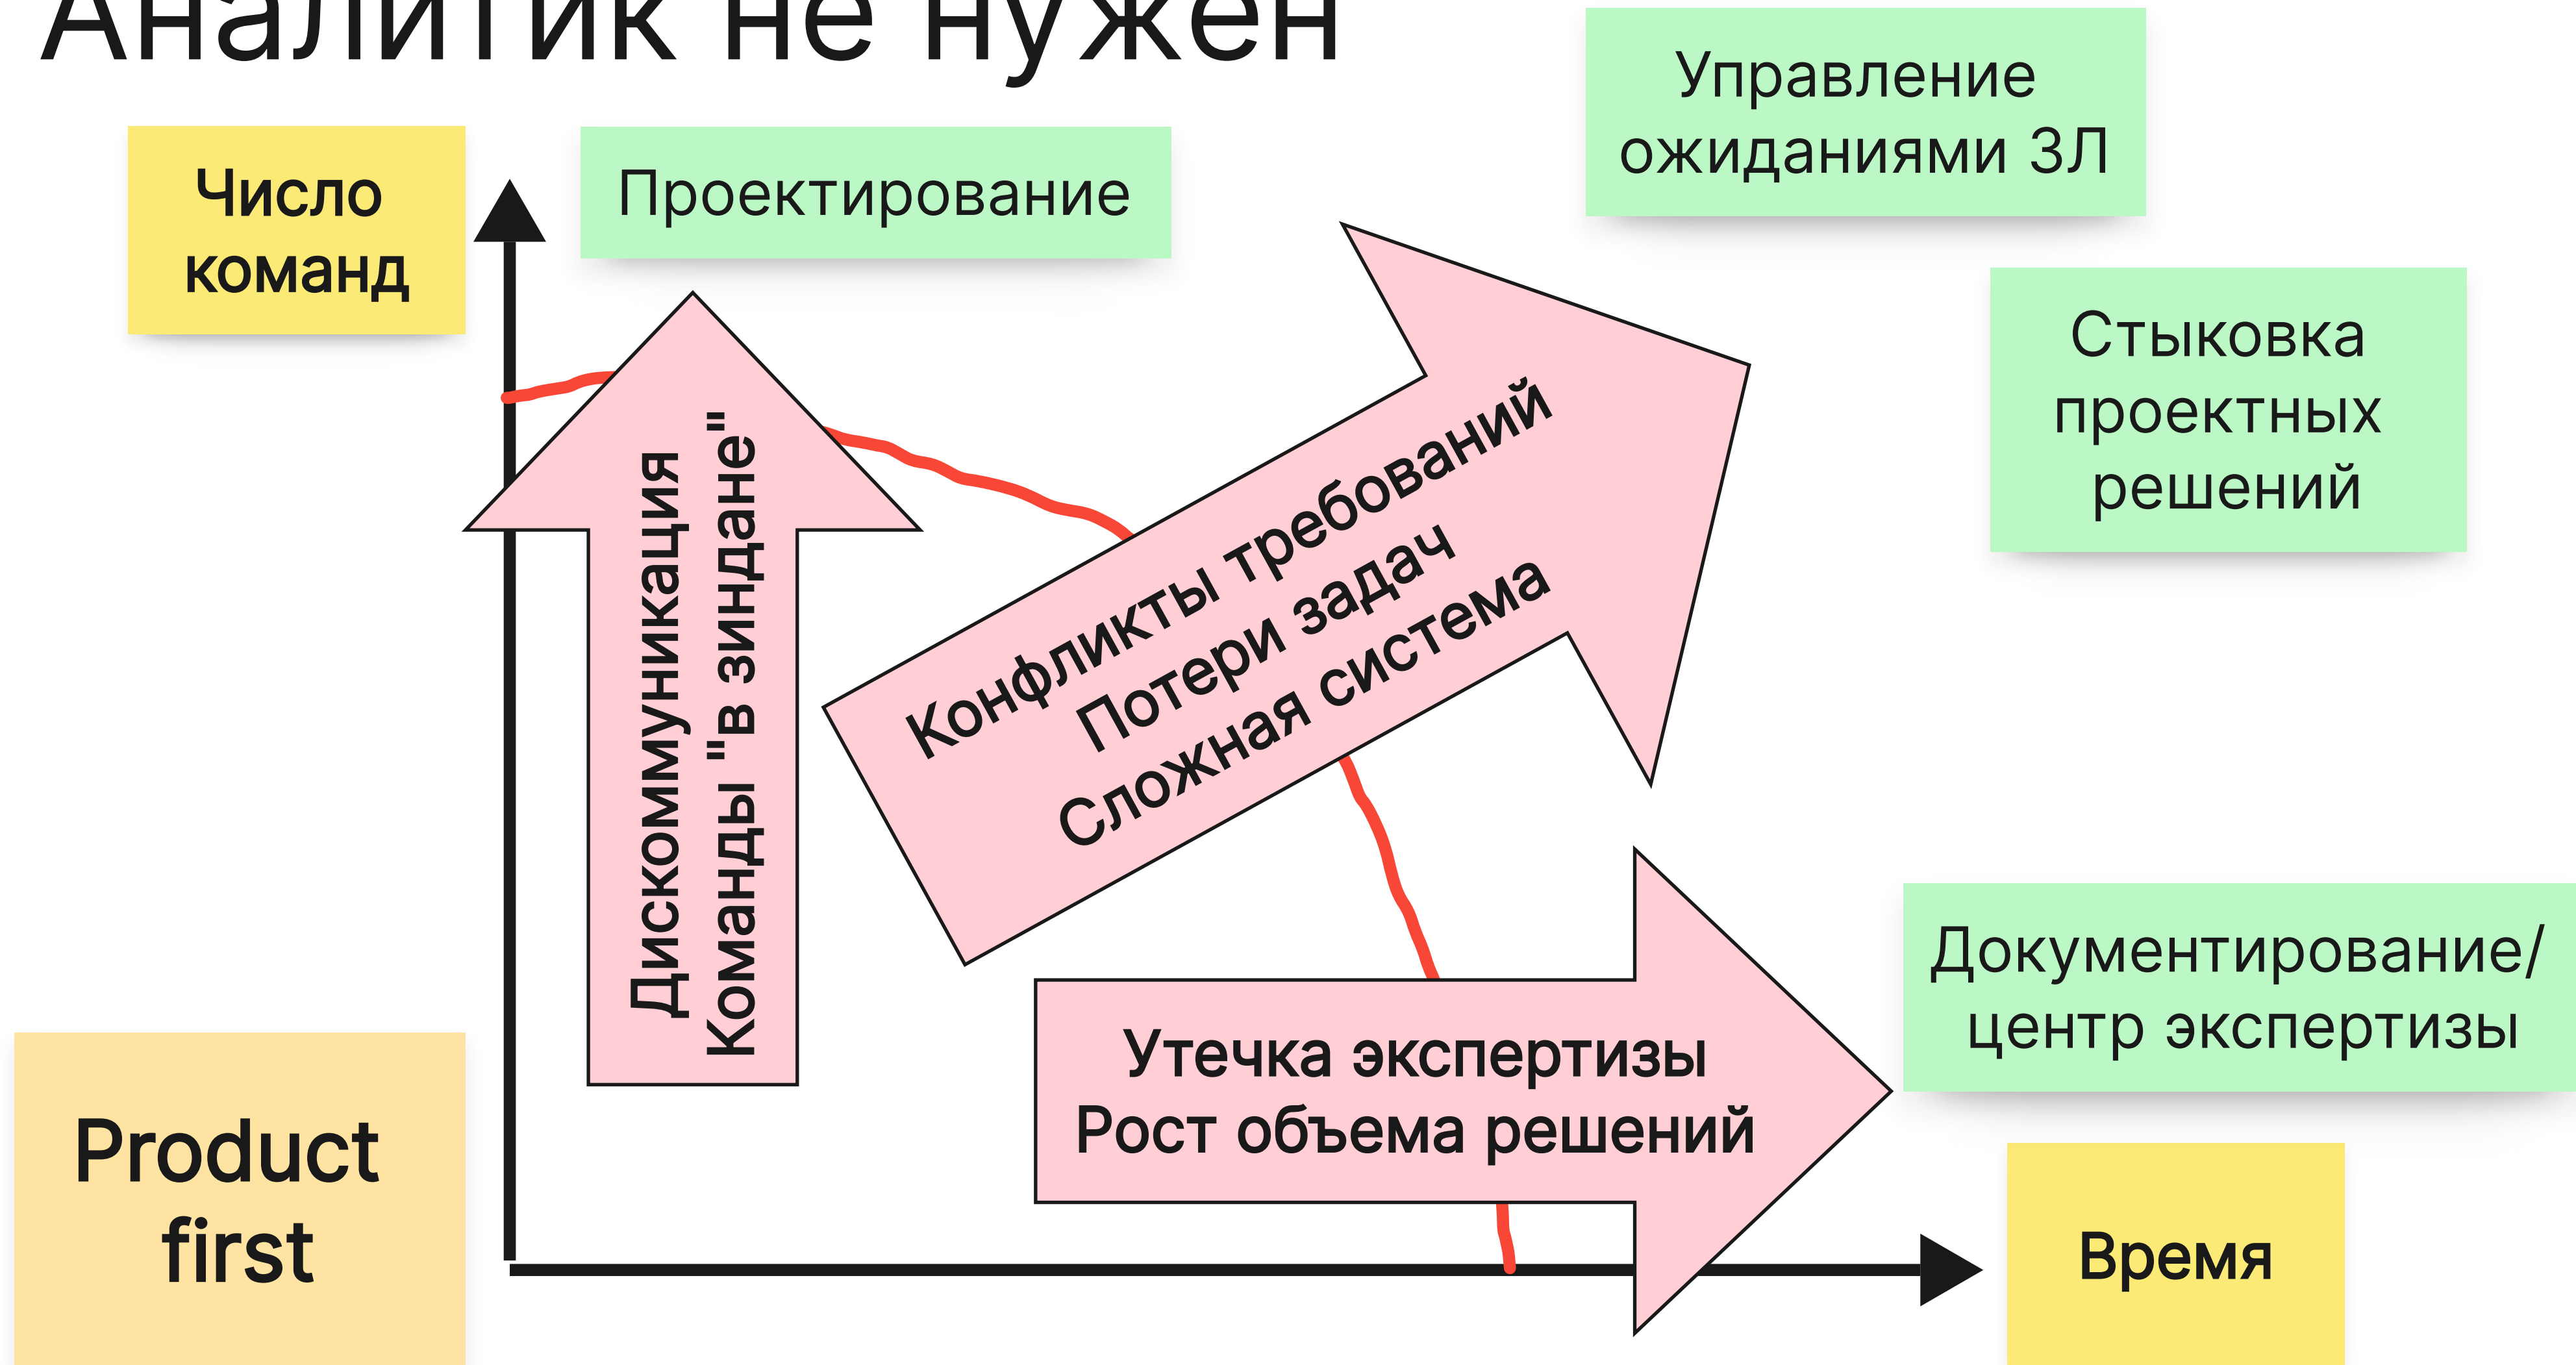 Аналитик не нужен
Управление
ожиданиями ЗЛ
Число
команд
Проектирование
Стыковка
проектных
решений
Дискоммуникация
Команды "в зиндане"
Конфликты требований
Потери задач
Сложная система
Документирование/
центр экспертизы
Утечка экспертизы
Рост объема решений
Product
first
Время